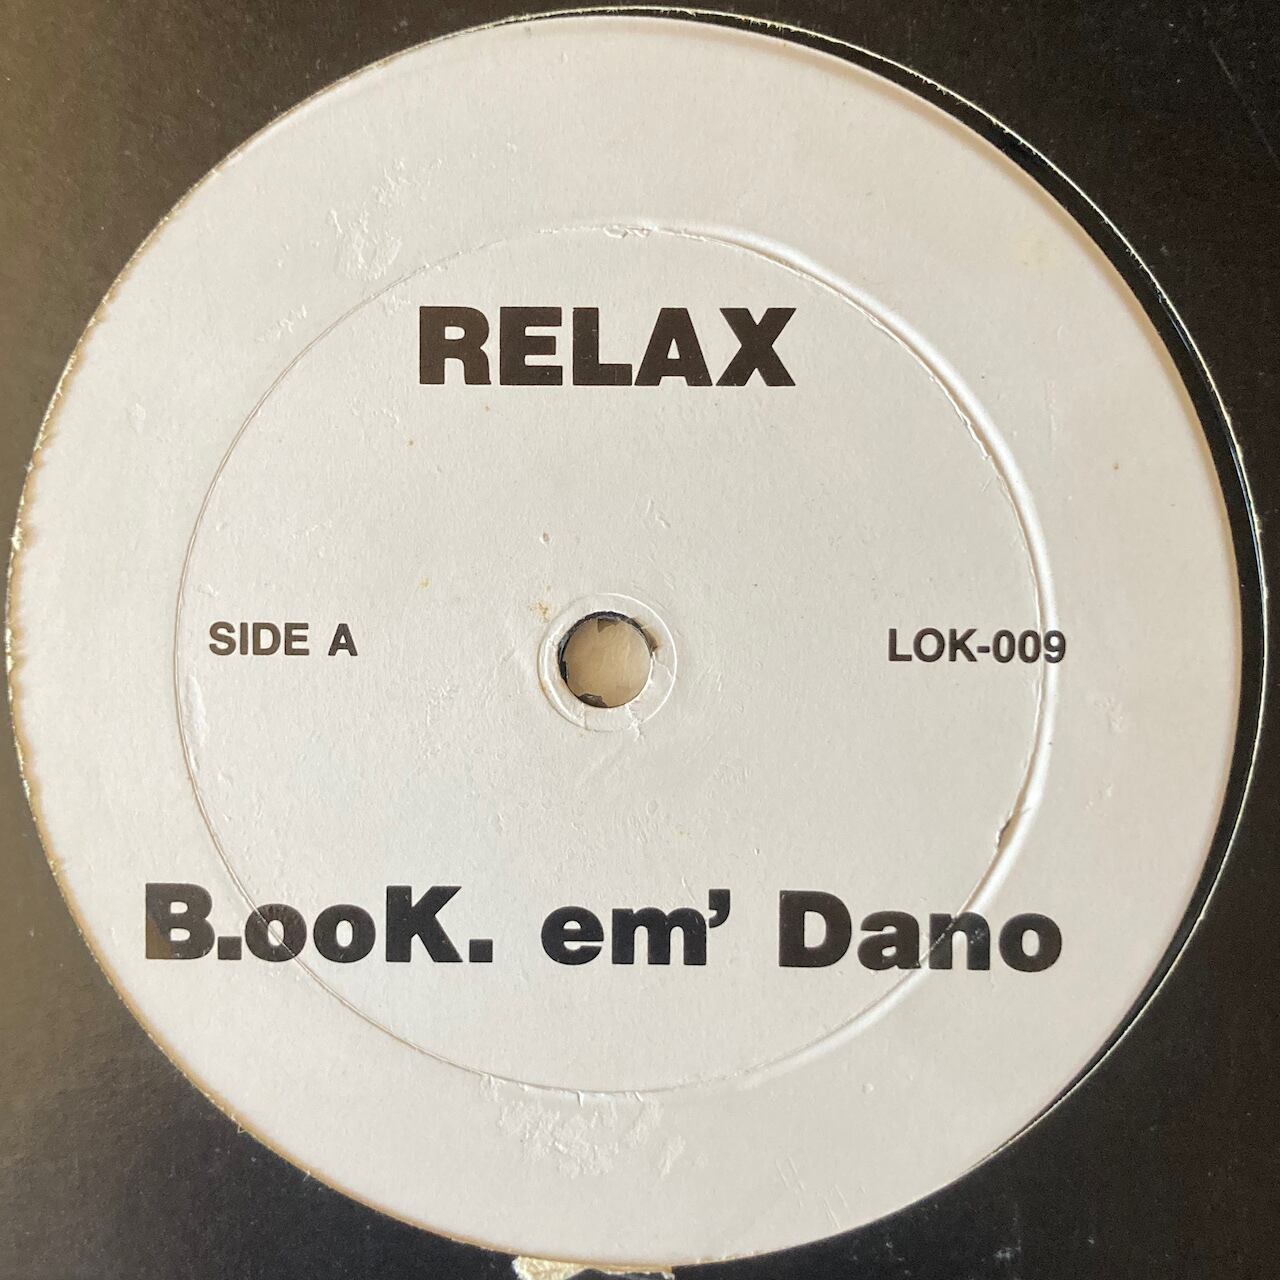 RELAX
SIDE A
LOK-009
B.ooK. em’ Dano